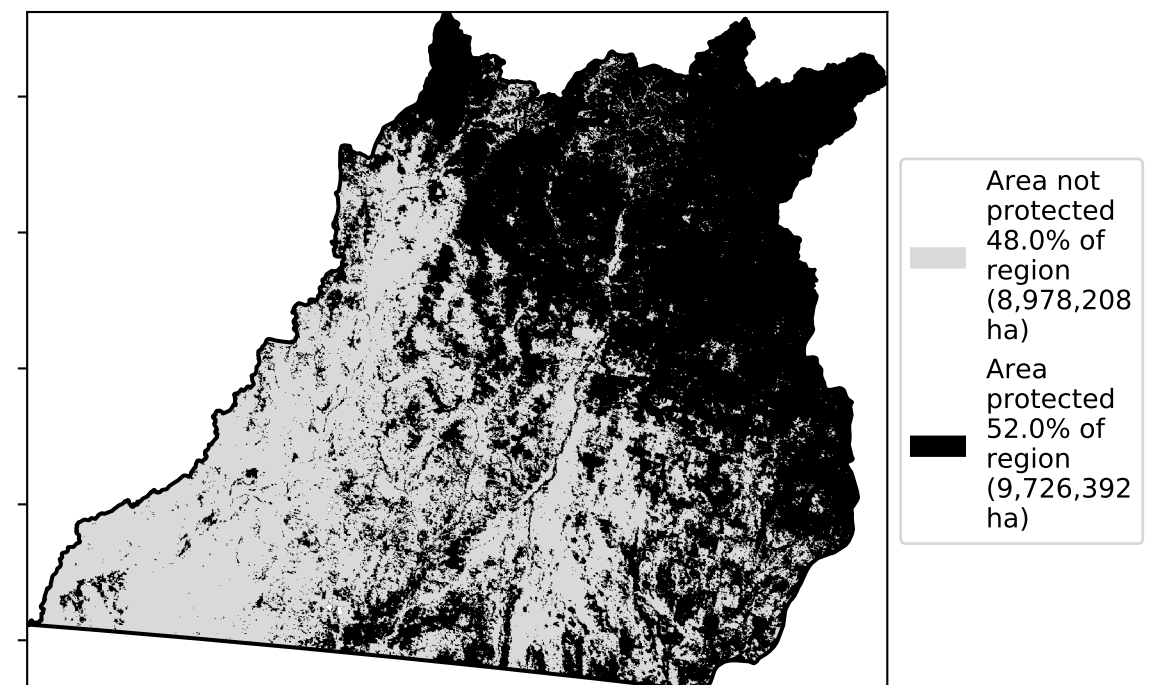 Area not
protected
48.0% of
region
(8,978,208
ha)
Area
protected
52.0% of
region
(9,726,392
ha)